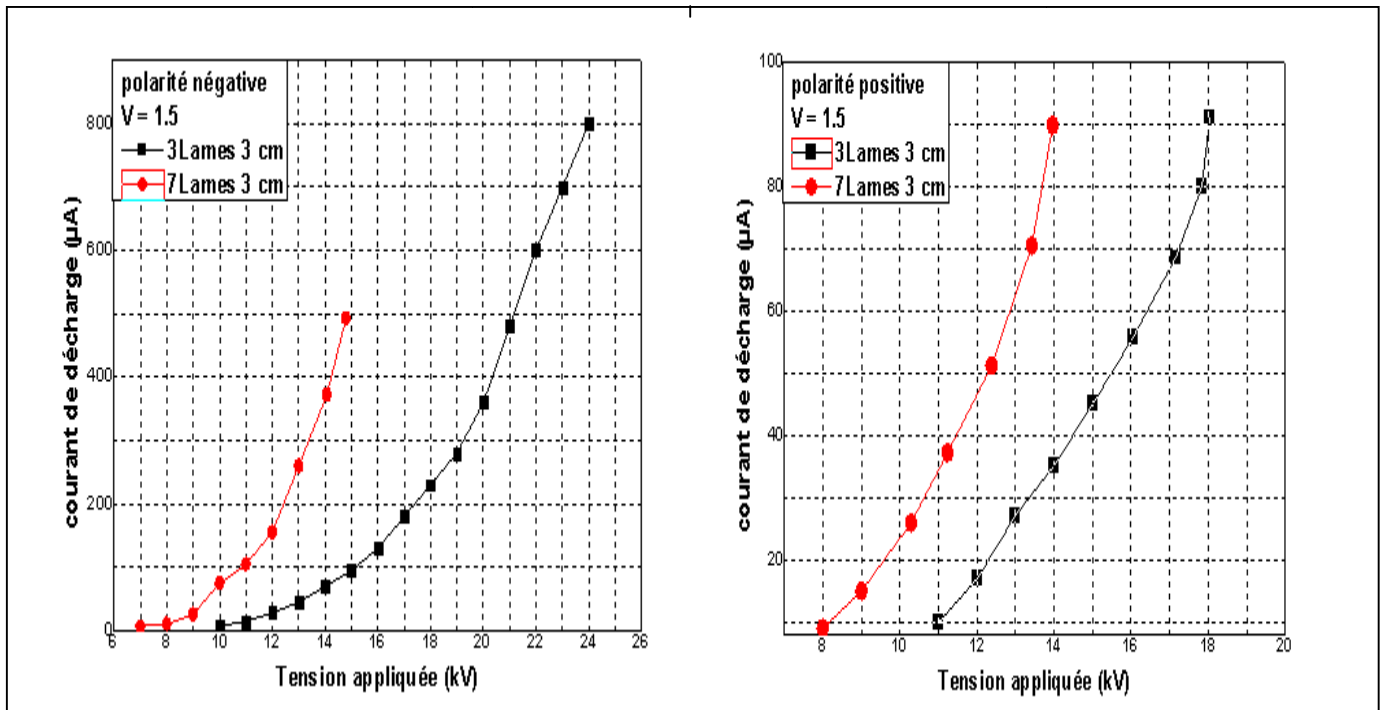 polarité négative
V = 1.5
3Lames 3 cm
7Lames 3 cm
courant de décharge (µA)
800
600
400
200
0
6 8 10 12 14 16 18 20 22 24 26
Tension appliquée (kV)
polarité positive
V = 1.5
3Lames 3 cm
7Lames 3 cm
courant de décharge (µA)
100
80
60
40
20
8 10 12 14 16 18 20
Tension appliquée (kV)